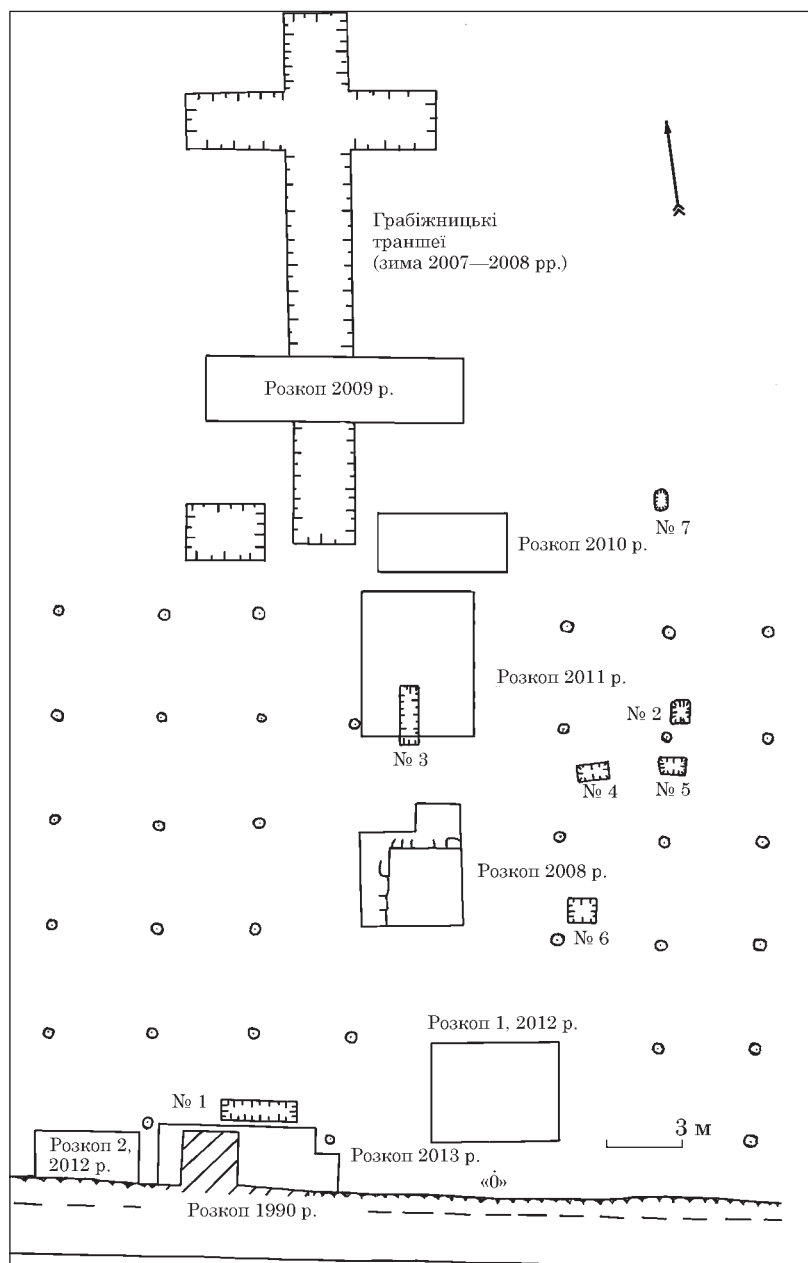 Грабіжницькі
траншеї
(зима 2007—2008 рр.)
Розкоп 2009 р.
№ 7
Розкоп 2010 р.
Розкоп 2011 р.
№ 2
№ 3
№ 4
№ 5
Розкоп 2008 р.
№ 6
Розкоп 1, 2012 р.
№ 1
3 м
Розкоп 2,
2012 р.
Розкоп 2013 р.
«0»
Розкоп 1990 р.